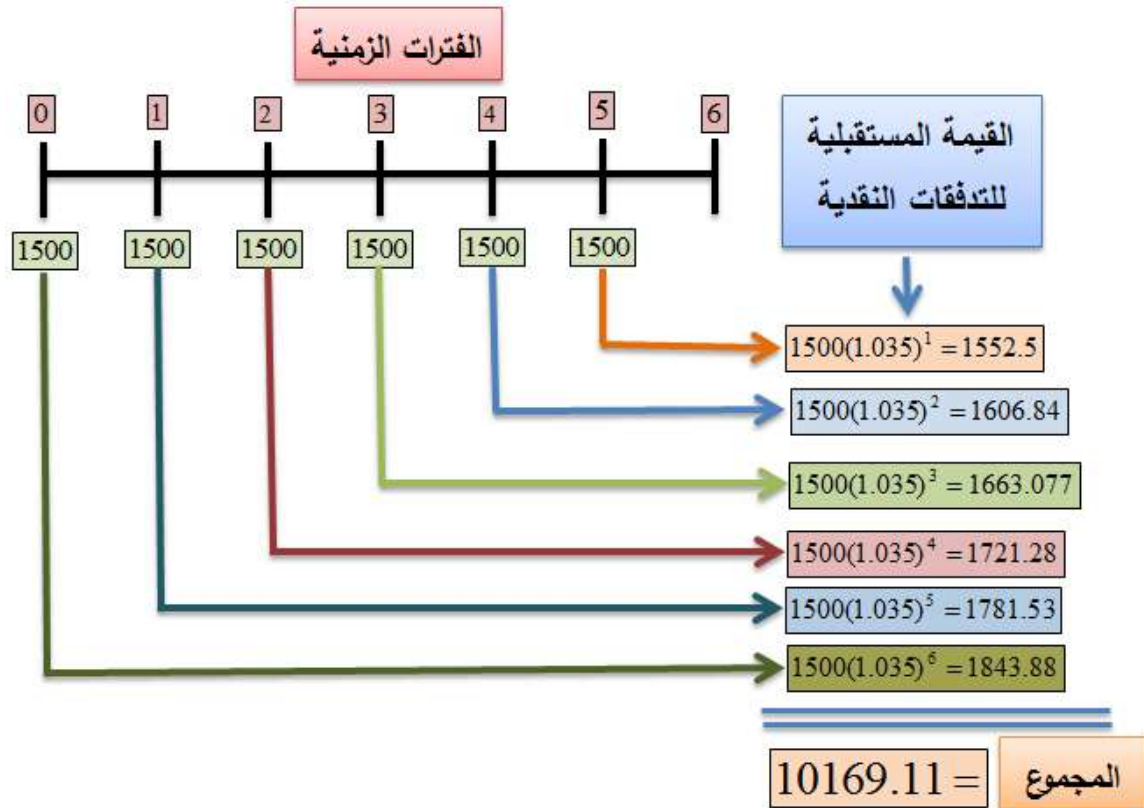 الفترات الزمنية
0 1 2 3 4 5 6
القيمة المستقبلية
للتدفقات النقدية
1500 1500 1500 1500 1500 1500
1500(1.035)^1 = 1552.5
1500(1.035)^2 = 1606.84
1500(1.035)^3 = 1663.077
1500(1.035)^4 = 1721.28
1500(1.035)^5 = 1781.53
1500(1.035)^6 = 1843.88
10169.11 = المجموع